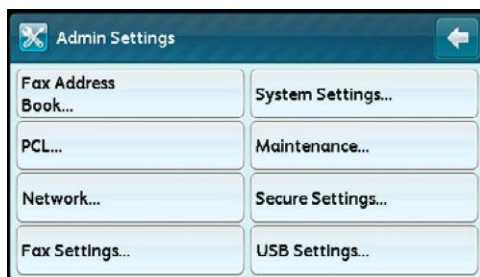 Admin Settings
Fax Address
Book...
System Settings...
PCL...
Maintenance...
Network...
Secure Settings...
Fax Settings...
USB Settings...